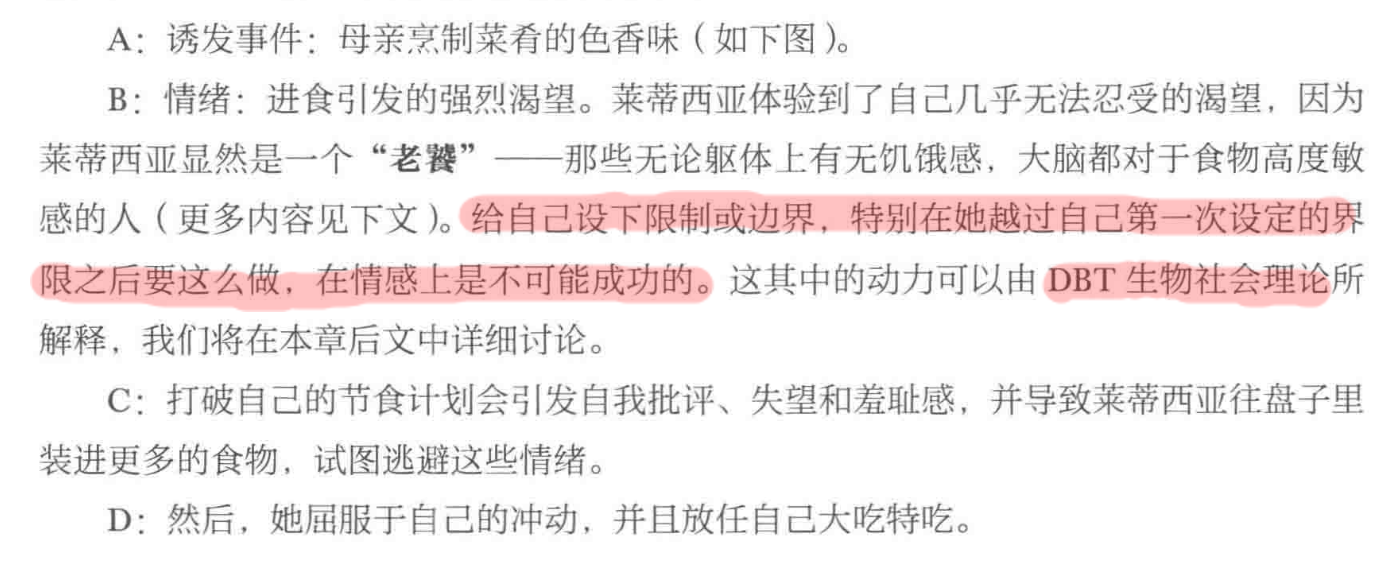 A：诱发事件：母亲烹制菜肴的色香味（如下图）。
B：情绪：进食引发的强烈渴望。莱蒂西亚体验到了自己几乎无法忍受的渴望，因为
莱蒂西亚显然是一个“老饕”——那些无论躯体上有无饥饿感，大脑都对于食物高度敏
感的人（更多内容见下文）。给自己设下限制或边界，特别在她越过自己第一次设定的界
限之后要这么做，在情感上是不可能成功的。这其中的动力可以由 DBT 生物社会理论所
解释，我们将在本章后文中详细讨论。
C：打破自己的节食计划会引发自我批评、失望和羞耻感，并导致莱蒂西亚往盘子里
装进更多的食物，试图逃避这些情绪。
D：然后，她屈服于自己的冲动，并且放任自己大吃特吃。